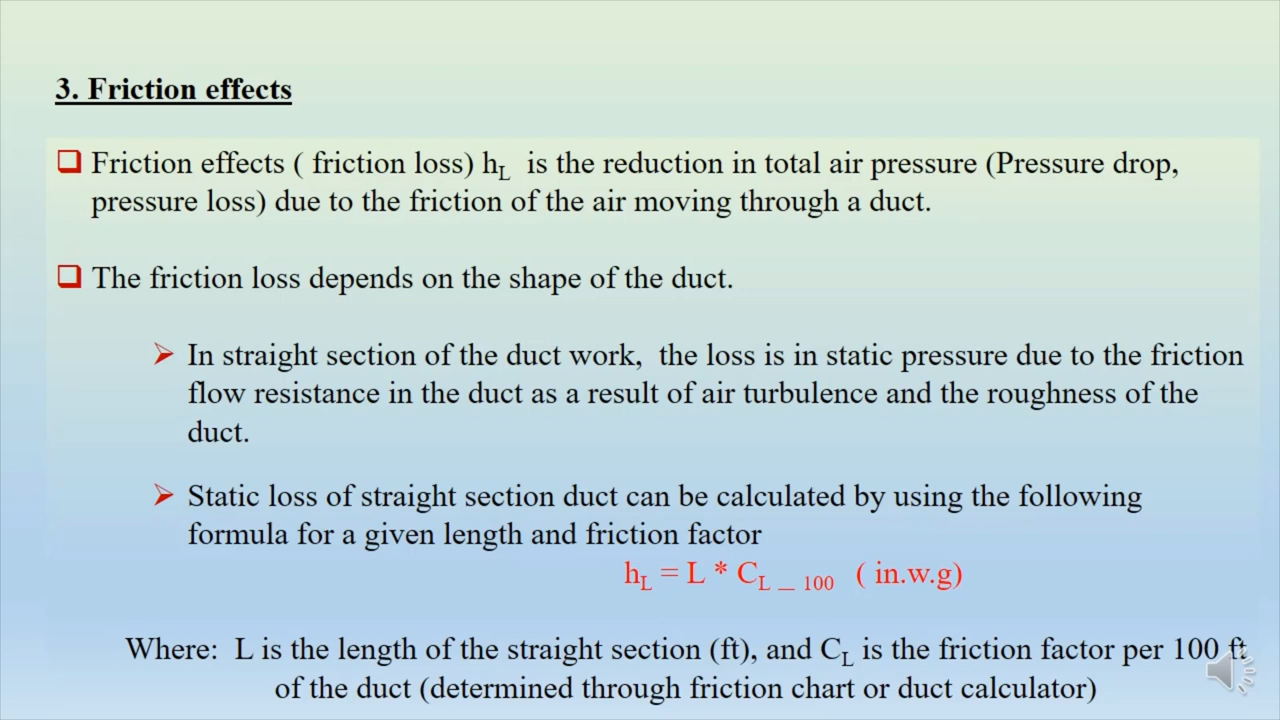 3. Friction effects
Friction effects ( friction loss) hL is the reduction in total air pressure (Pressure drop,
pressure loss) due to the friction of the air moving through a duct.
The friction loss depends on the shape of the duct.
In straight section of the duct work, the loss is in static pressure due to the friction
flow resistance in the duct as a result of air turbulence and the roughness of the
duct.
Static loss of straight section duct can be calculated by using the following
formula for a given length and friction factor
hL = L * CL _ 100 ( in.w.g)
Where: L is the length of the straight section (ft), and CL is the friction factor per 100 ft
of the duct (determined through friction chart or duct calculator)